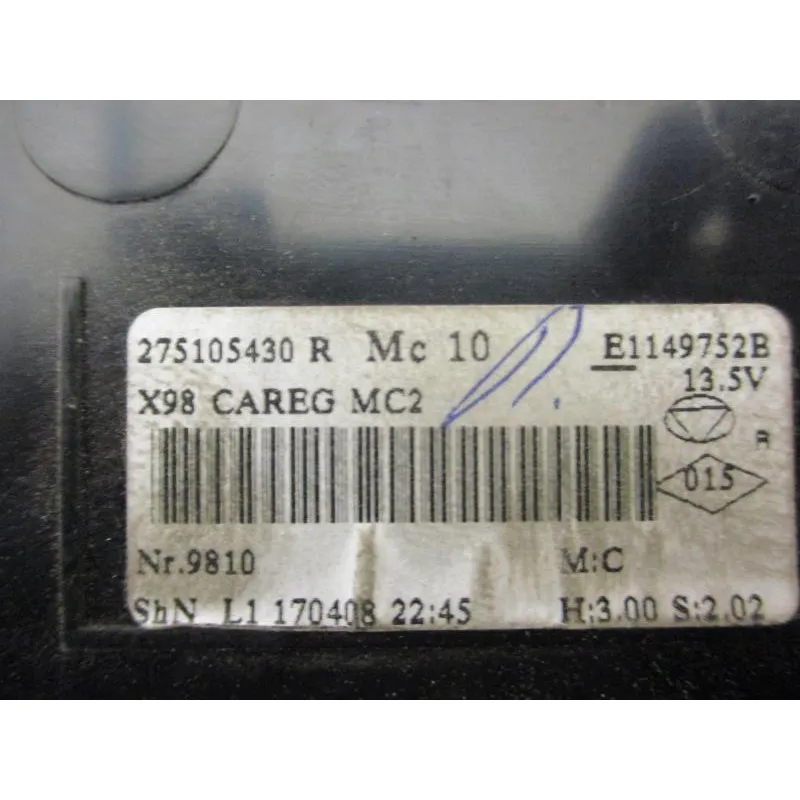 275105430 R Mc 10 E1149752B
13.5V
X98 CAREG MC2
R
015
Nr.9810 M:C
ShN L1 170408 22:45 H:3.00 S:2.02